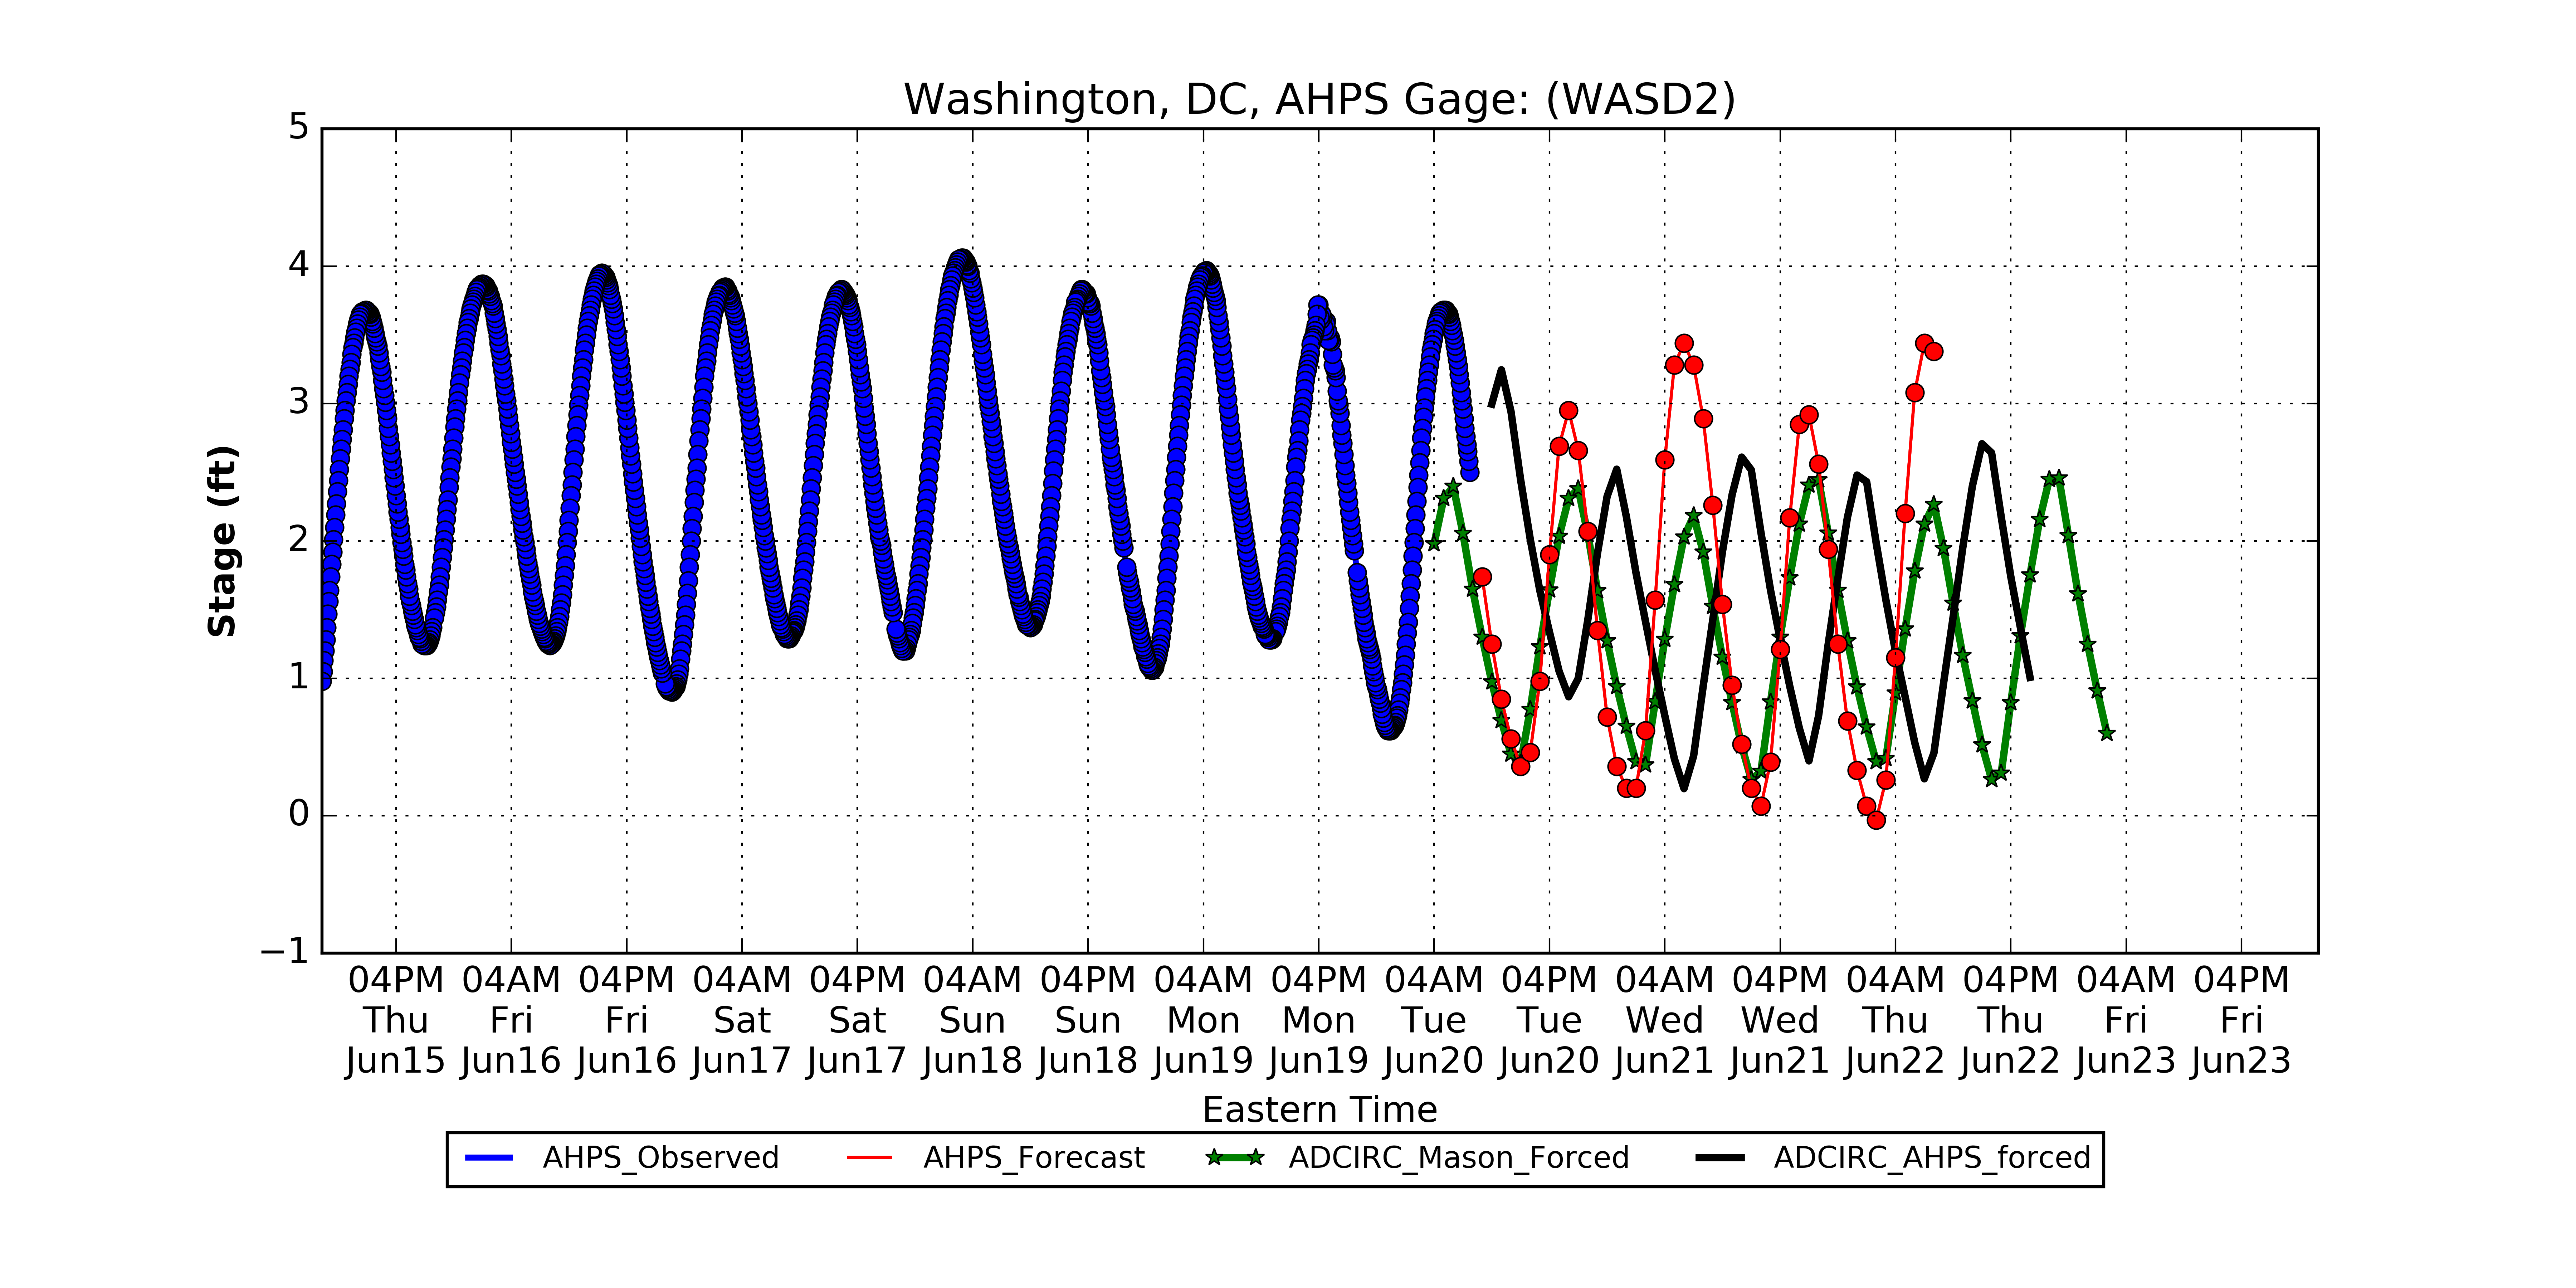 Washington, DC, AHPS Gage: (WASD2)
5
4
3
2
1
0
−1
Stage (ft)
04PM 04AM 04PM 04AM 04PM 04AM 04PM 04AM 04PM 04AM 04PM 04AM 04PM 04AM 04PM 04AM 04PM
Thu Fri Fri Sat Sat Sun Sun Mon Mon Tue Tue Wed Wed Thu Thu Fri Fri
Jun15 Jun16 Jun16 Jun17 Jun17 Jun18 Jun18 Jun19 Jun19 Jun20 Jun20 Jun21 Jun21 Jun22 Jun22 Jun23 Jun23
Eastern Time
AHPS_Observed AHPS_Forecast ADCIRC_Mason_Forced ADCIRC_AHPS_forced